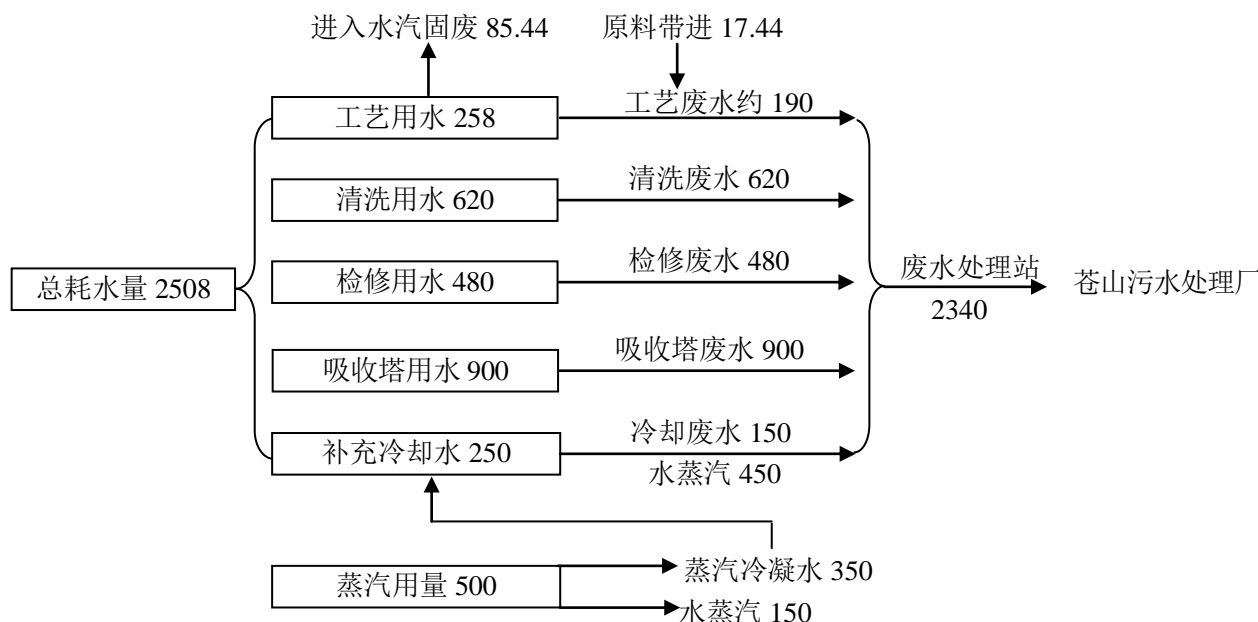 进入水汽固废 85.44
原料带进 17.44
工艺用水 258
工艺废水约 190
清洗用水 620
清洗废水 620
总耗水量 2508
检修用水 480
检修废水 480
废水处理站
2340
苍山污水处理厂
吸收塔用水 900
吸收塔废水 900
补充冷却水 250
冷却废水 150
水蒸汽 450
蒸汽用量 500
蒸汽冷凝水 350
水蒸汽 150